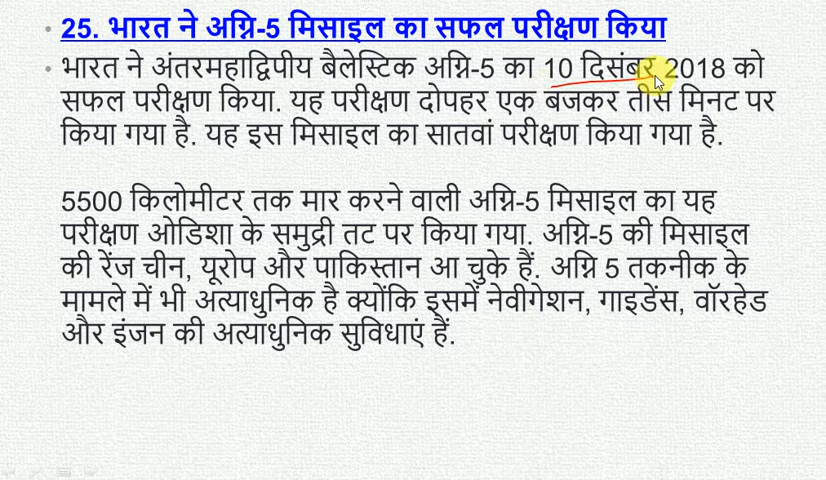 25. भारत ने अग्नि-5 मिसाइल का सफल परीक्षण किया
भारत ने अंतरमहाद्विपीय बैलेस्टिक अग्नि-5 का 10 दिसंबर 2018 को
सफल परीक्षण किया. यह परीक्षण दोपहर एक बजकर तीस मिनट पर
किया गया है. यह इस मिसाइल का सातवां परीक्षण किया गया है.
5500 किलोमीटर तक मार करने वाली अग्नि-5 मिसाइल का यह
परीक्षण ओडिशा के समुद्री तट पर किया गया. अग्नि-5 की मिसाइल
की रेंज चीन, यूरोप और पाकिस्तान आ चुके हैं. अग्नि 5 तकनीक के
मामले में भी अत्याधुनिक है क्योंकि इसमें नेवीगेशन, गाइडेंस, वॉरहेड
और इंजन की अत्याधुनिक सुविधाएं हैं.